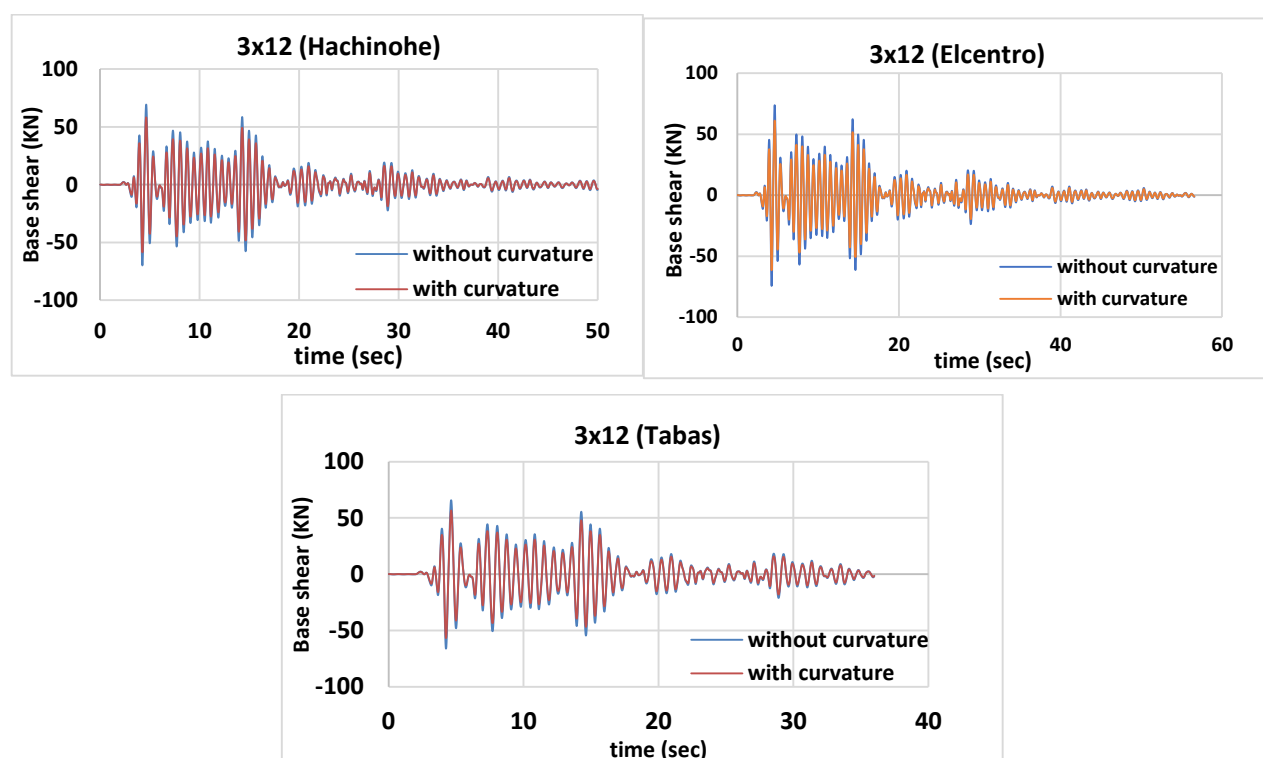 3x12 (Hachinohe)
Base shear (KN)
100
50
0
-50
-100
without curvature
with curvature
0 10 20 30 40 50
time (sec)
3x12 (Elcentro)
Base shear (KN)
100
50
0
-50
-100
without curvature
with curvature
0 20 40 60
time (sec)
3x12 (Tabas)
Base shear (KN)
100
50
0
-50
-100
without curvature
with curvature
0 10 20 30 40
time (sec)